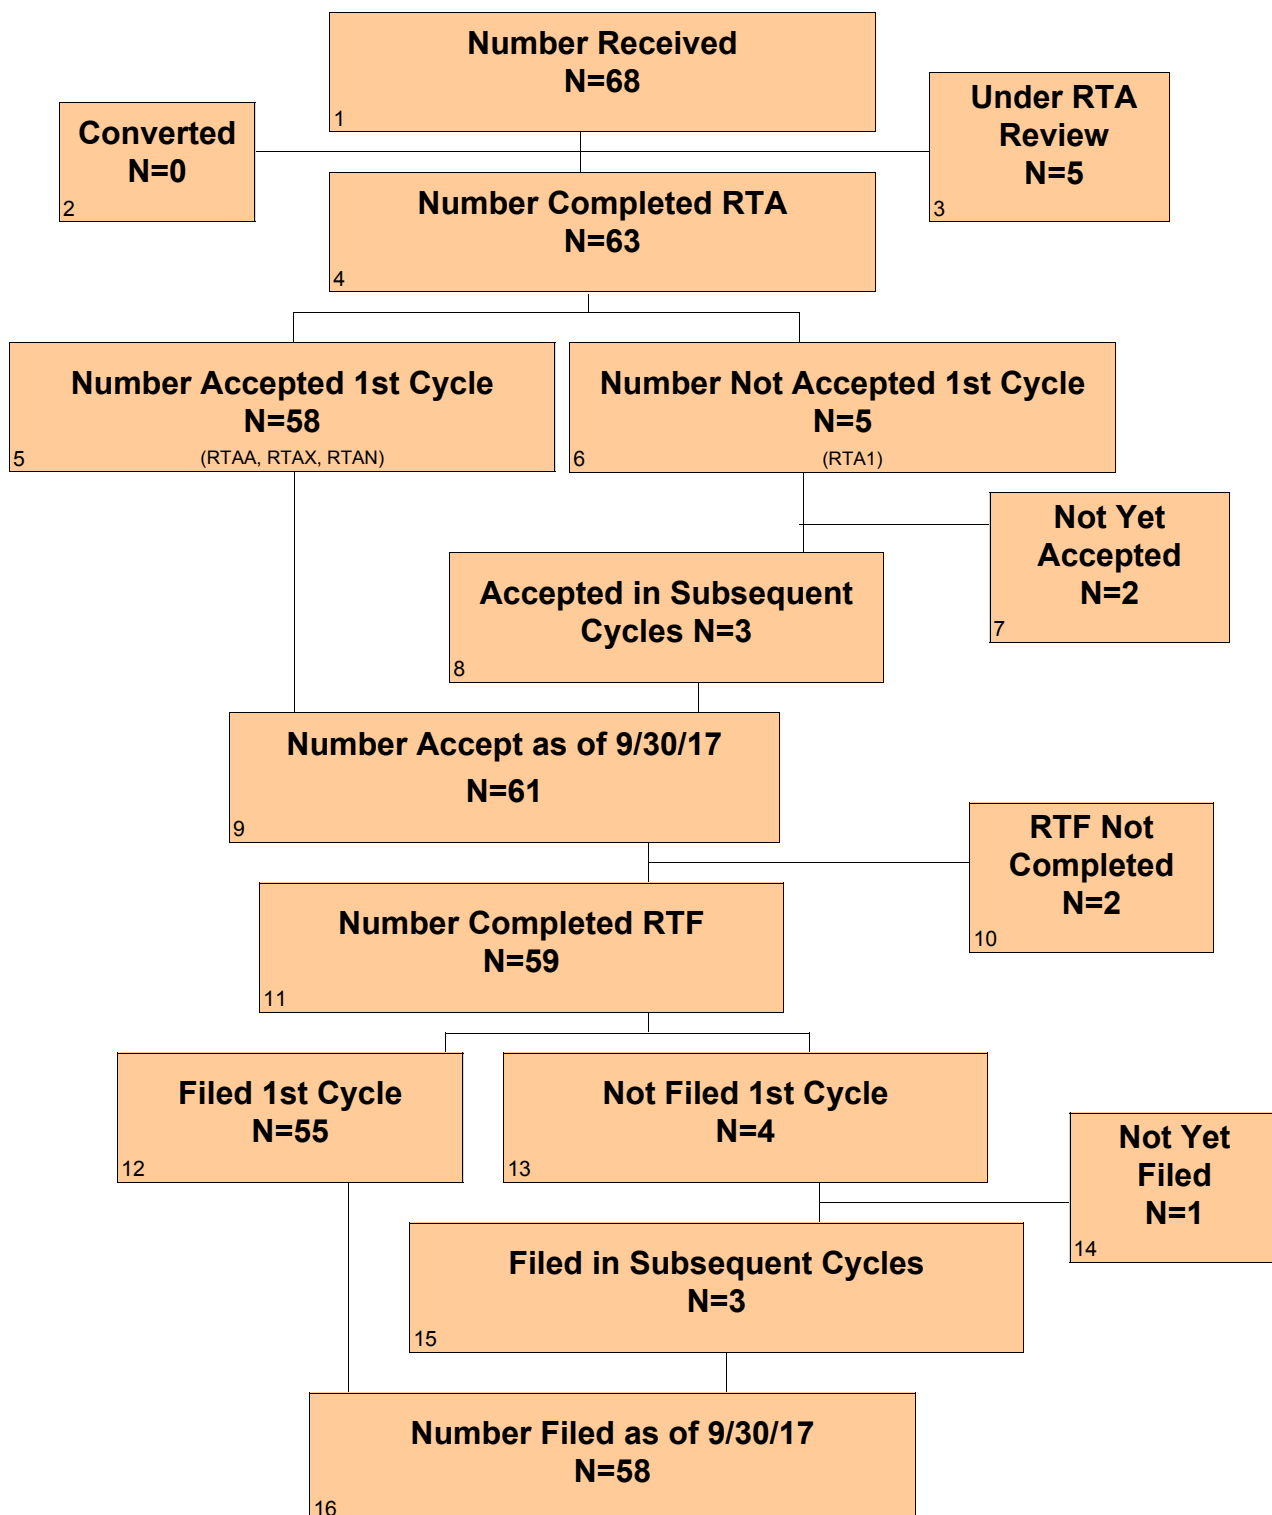 Number Received
N=68
1
Converted
N=0
2
Under RTA
Review
N=5
3
Number Completed RTA
N=63
4
Number Accepted 1st Cycle
N=58
(RTAA, RTAX, RTAN)
5
Number Not Accepted 1st Cycle
N=5
(RTA1)
6
Not Yet
Accepted
N=2
7
Accepted in Subsequent
Cycles N=3
8
Number Accept as of 9/30/17
N=61
9
RTF Not
Completed
N=2
10
Number Completed RTF
N=59
11
Filed 1st Cycle
N=55
12
Not Filed 1st Cycle
N=4
13
Not Yet
Filed
N=1
14
Filed in Subsequent Cycles
N=3
15
Number Filed as of 9/30/17
N=58
16